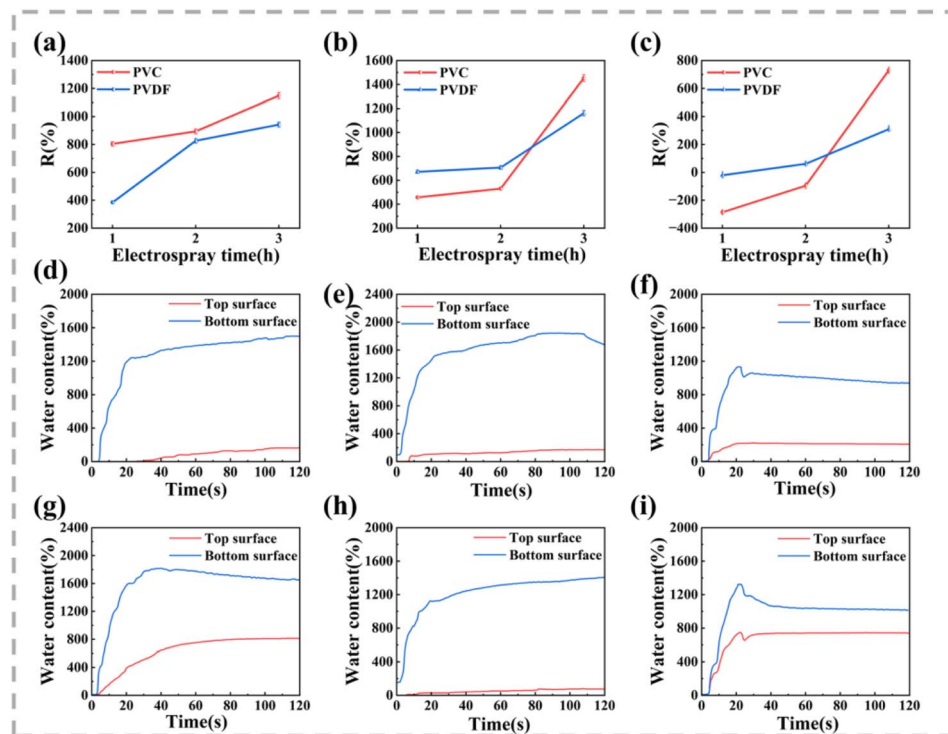 (a)
1400
1200
1000
800
600
400
200
R(%)
PVC
PVDF
1 2 3
Electrospray time(h)
(b)
1600
1400
1200
1000
800
600
400
200
R(%)
PVC
PVDF
1 2 3
Electrospray time(h)
(c)
800
600
400
200
0
−200
−400
R(%)
PVC
PVDF
1 2 3
Electrospray time(h)
(d)
2000
1600
1200
800
400
0
Water content(%)
Top surface
Bottom surface
0 20 40 60 80 100 120
Time(s)
(e)
2400
2000
1600
1200
800
400
0
Water content(%)
Top surface
Bottom surface
0 20 40 60 80 100 120
Time(s)
(f)
2000
1600
1200
800
400
0
Water content(%)
Top surface
Bottom surface
0 20 40 60 80 100 120
Time(s)
(g)
2400
2000
1600
1200
800
400
0
Water content(%)
Top surface
Bottom surface
0 20 40 60 80 100 120
Time(s)
(h)
2000
1600
1200
800
400
0
Water content(%)
Top surface
Bottom surface
0 20 40 60 80 100 120
Time(s)
(i)
2000
1600
1200
800
400
0
Water content(%)
Top surface
Bottom surface
0 20 40 60 80 100 120
Time(s)